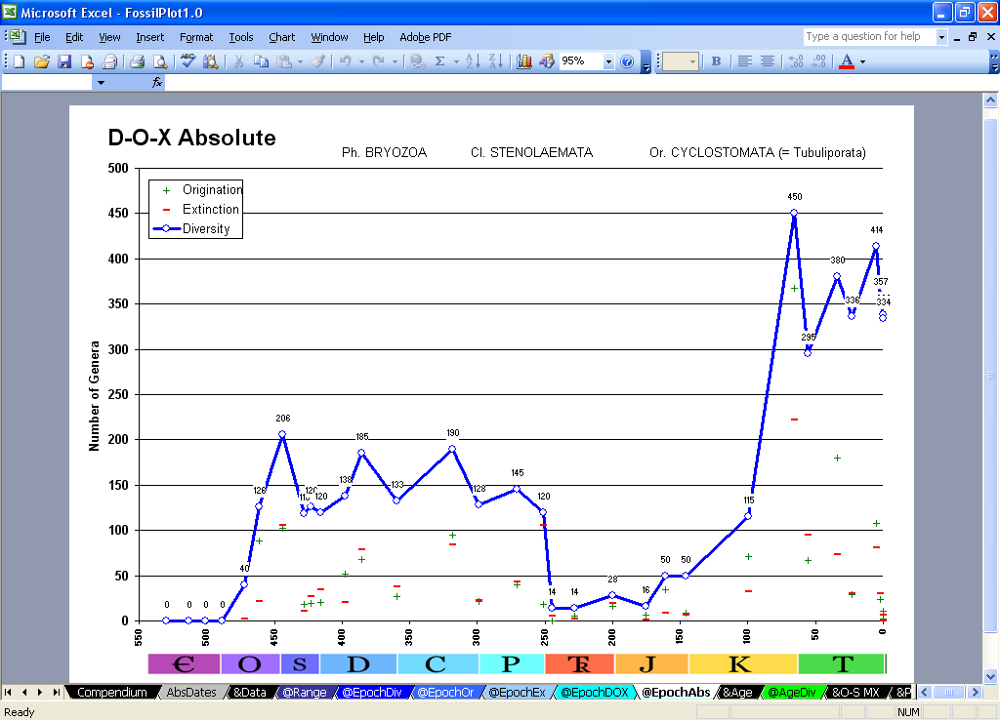 Microsoft Excel - FossilPlot1.0
File Edit View Insert Format Tools Chart Window Help Adobe PDF
Type a question for help
95%
D-O-X Absolute
Ph. BRYOZOA Cl. STENOLAEMATA Or. CYCLOSTOMATA (= Tubuliporata)
Origination
Extinction
Diversity
Number of Genera
500
450
400
350
300
250
200
150
100
50
0
0 0 0 0 40 126 206 120 138 185 133 190 128 145 120 14 14 28 16 50 50 115 450 295 380 336 414 357 334
550 500 450 400 350 300 250 200 150 100 50 0
Є O S D C P TR J K T
Compendium AbsDates &Data @Range @EpochDiv @EpochOr @EpochEx @EpochDOX @EpochAbs &Age @AgeDiv &O-S MX &P
Ready NUM